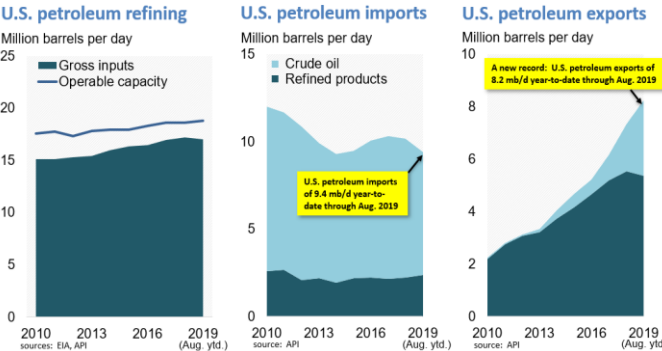 U.S. petroleum refining
Million barrels per day
25
20
15
10
5
0
Gross inputs
Operable capacity
2010
2013
2016
2019
(Aug. ytd.)
sources: EIA, API
U.S. petroleum imports
Million barrels per day
15
10
5
0
Crude oil
Refined products
U.S. petroleum imports
of 9.4 mb/d year-to-
date through Aug. 2019
2010
2013
2016
2019
(Aug. ytd.)
source: API
U.S. petroleum exports
Million barrels per day
10
8
6
4
2
0
A new record: U.S. petroleum exports of
8.2 mb/d year-to-date through Aug. 2019
2010
2013
2016
2019
(Aug. ytd.
source: API